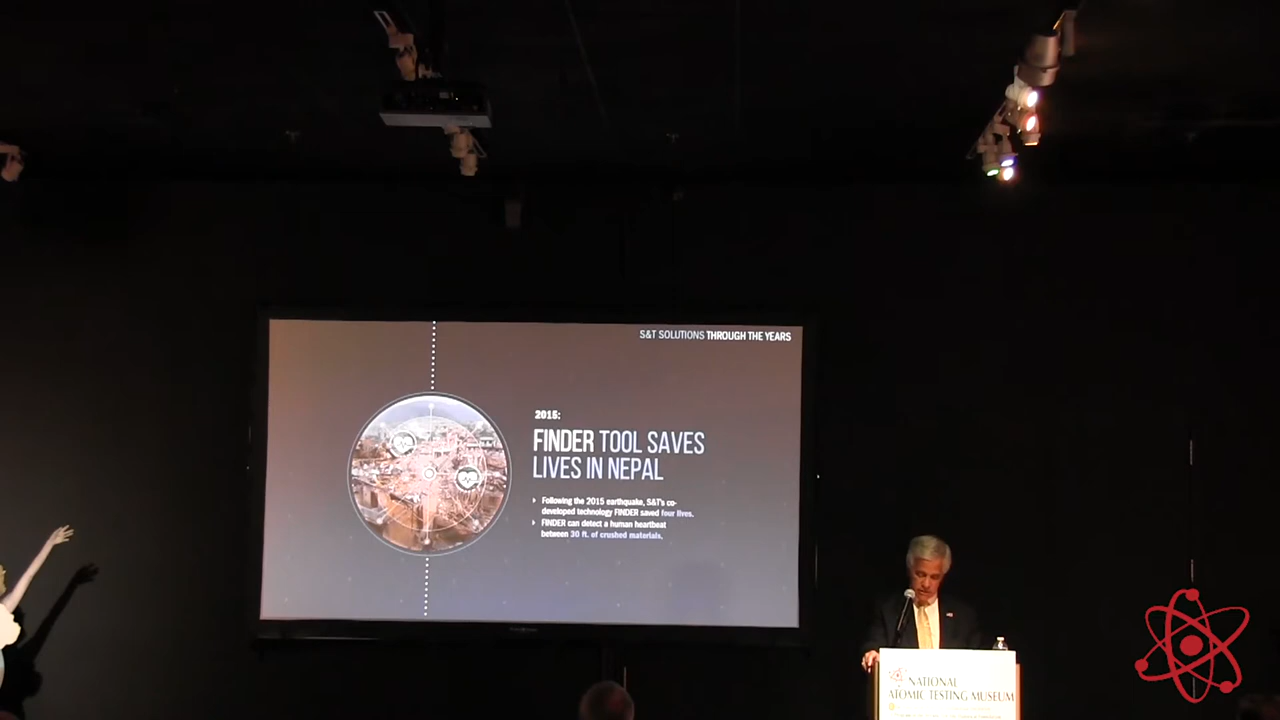 S&T SOLUTIONS THROUGH THE YEARS
2015:
FINDER TOOL SAVES
LIVES IN NEPAL
Following the 2015 earthquake, S&T's co-
developed technology FINDER saved four lives.
FINDER can detect a human heartbeat
between 30 ft. of crushed materials.
NATIONAL
ATOMIC TESTING MUSEUM